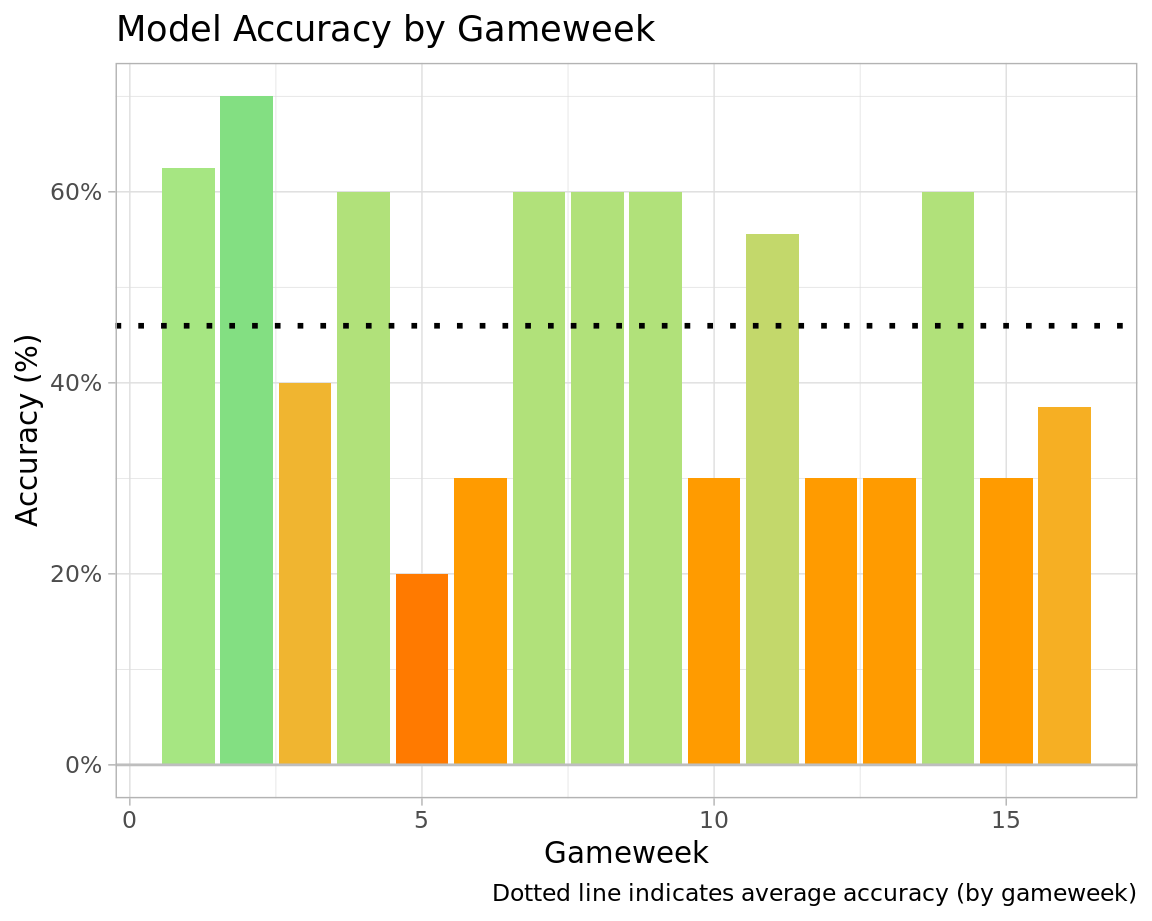 Model Accuracy by Gameweek
Accuracy (%)
60%
40%
20%
0%
0 5 10 15
Gameweek
Dotted line indicates average accuracy (by gameweek)